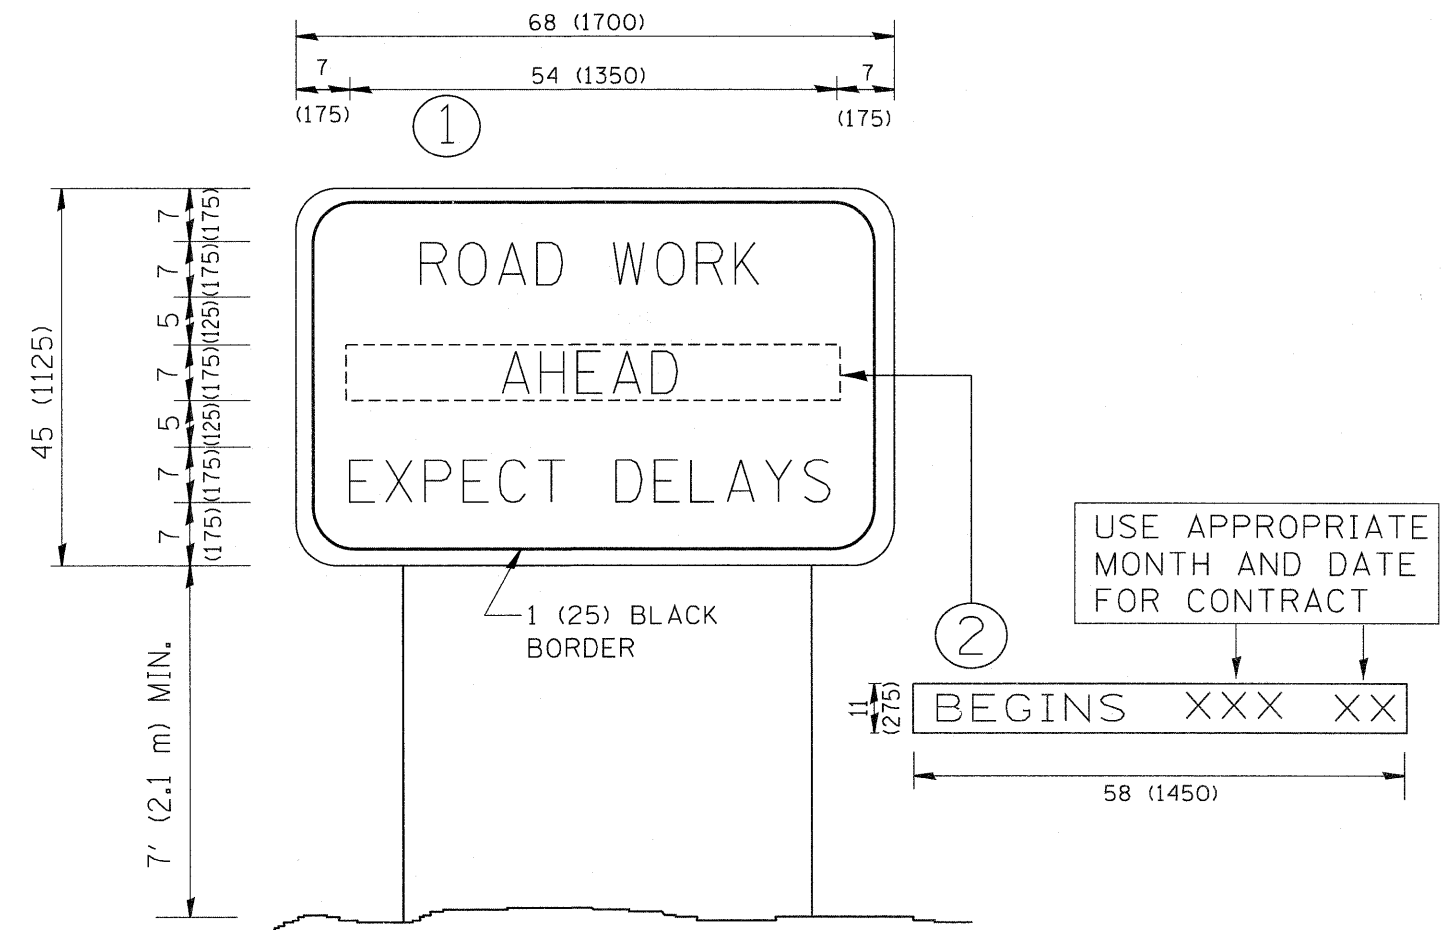 68 (1700)
7
54 (1350)
7
(175)
(175)
1
45 (1125)
7 (175)
7 (175)
5 (125)
7 (175)
5 (125)
7 (175)
7 (175)
ROAD WORK
AHEAD
EXPECT DELAYS
1 (25) BLACK
BORDER
7' (2.1 m) MIN.
USE APPROPRIATE
MONTH AND DATE
FOR CONTRACT
2
11
(275)
BEGINS XXX XX
58 (1450)